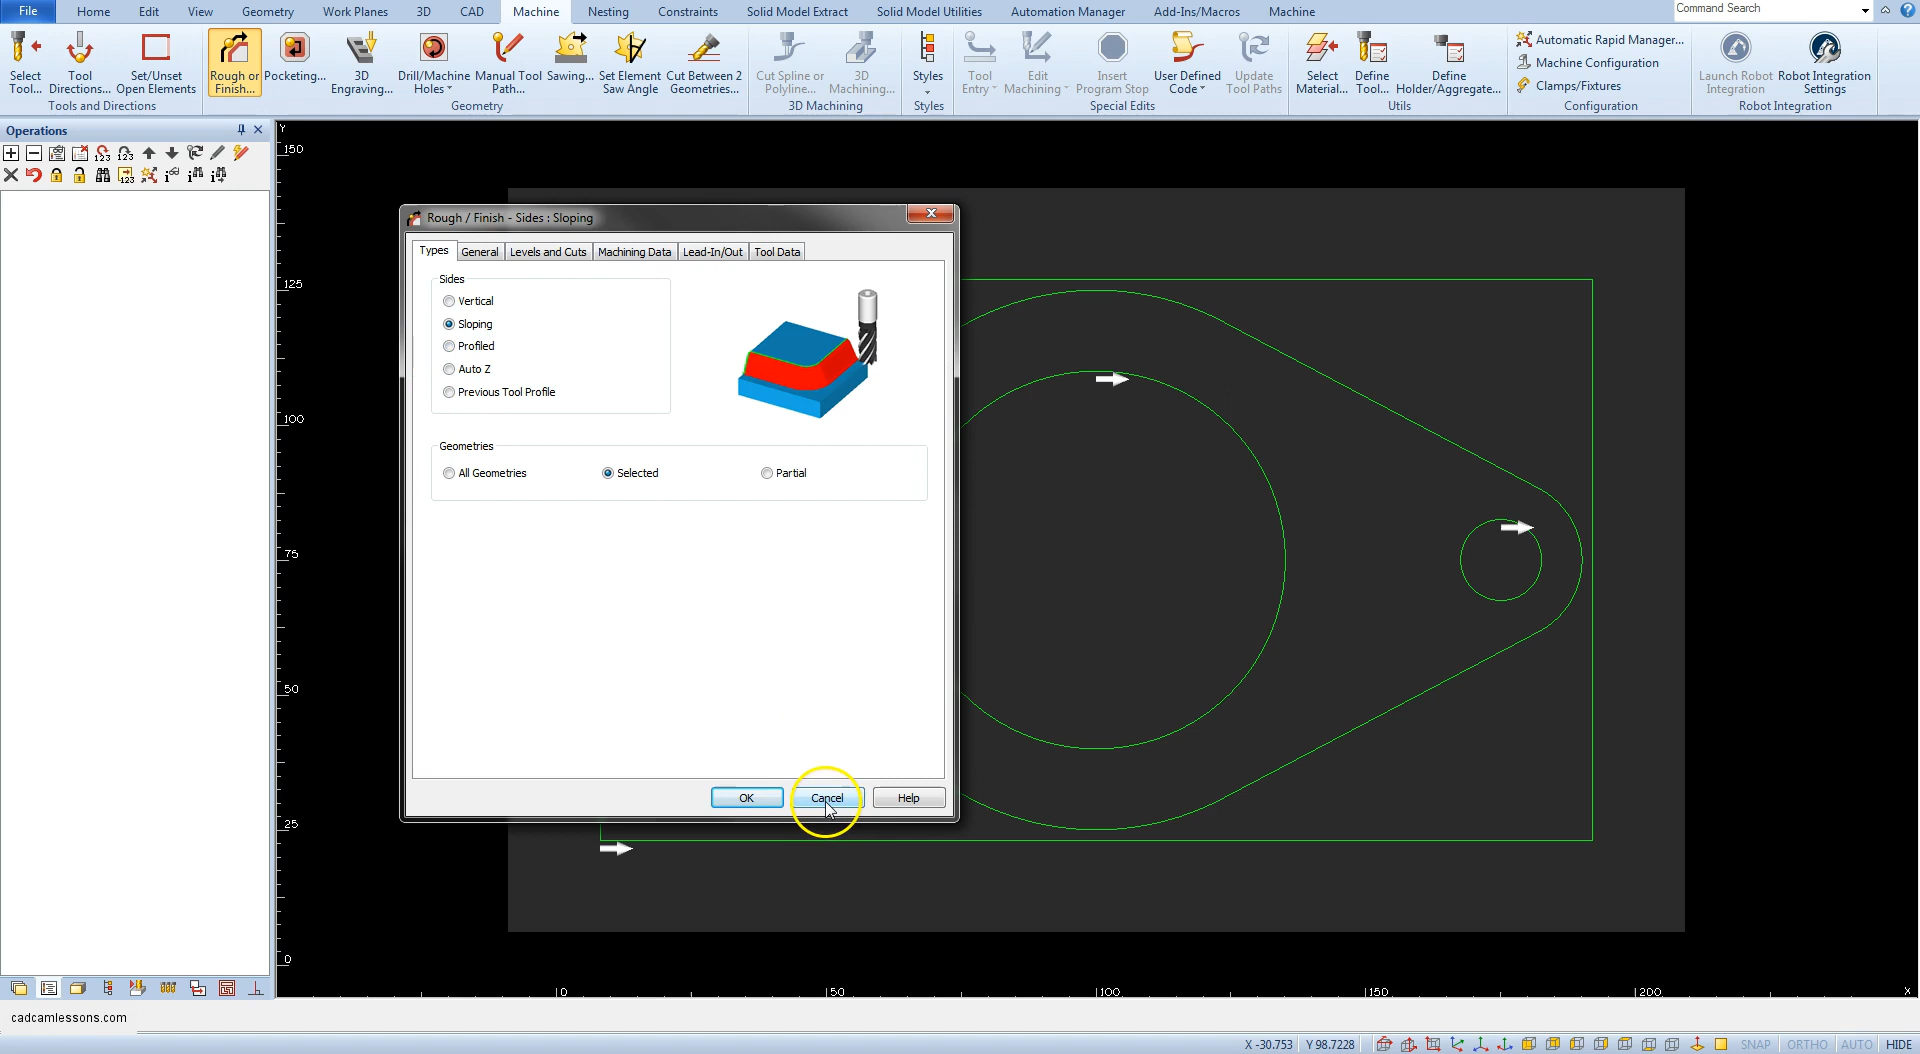 File Home Edit View Geometry Work Planes 3D CAD Machine Nesting Constraints Solid Model Extract Solid Model Utilities Automation Manager Add-Ins/Macros Machine Command Search
Select Tool... Tool Directions... Set/Unset Open Elements Rough or Finish... Pocketing... 3D Engraving... Drill/Machine Holes Manual Tool Path... Sawing... Set Element Saw Angle Cut Between 2 Geometries... Cut Spline or Polyline... 3D Machining... Styles Tool Entry Edit Machining Insert Program Stop User Defined Code Update Tool Paths Select Material... Define Tool... Define Holder/Aggregate... Automatic Rapid Manager... Machine Configuration Clamps/Fixtures Launch Robot Integration Robot Integration Settings
Tools and Directions Geometry 3D Machining Styles Special Edits Utils Configuration Robot Integration
Operations
Y
150
125
100
75
50
25
0
Rough / Finish - Sides : Sloping
Types General Levels and Cuts Machining Data Lead-In/Out Tool Data
Sides
Vertical
Sloping
Profiled
Auto Z
Previous Tool Profile
Geometries
All Geometries Selected Partial
OK Cancel Help
0 50 100 150 200 X
cadcamlessons.com
X -30.753 Y 98.7228 SNAP ORTHO AUTO HIDE